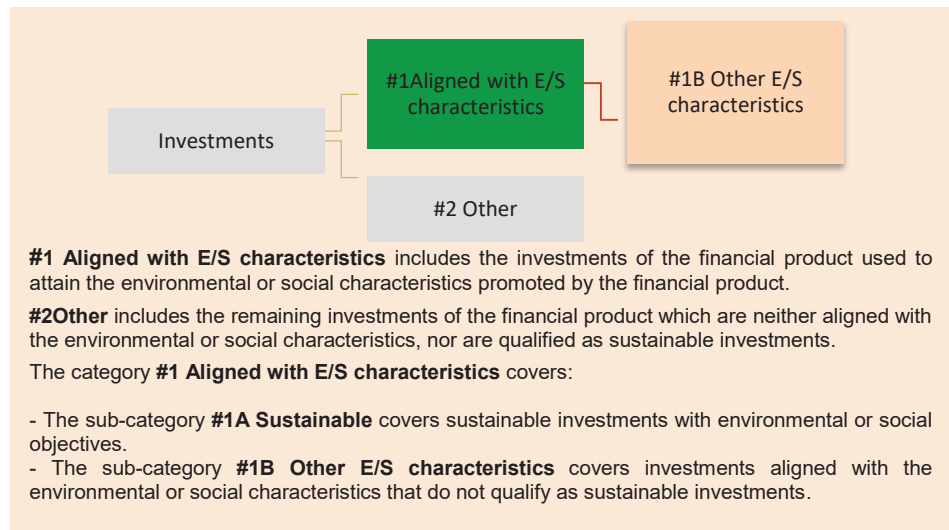 #1Aligned with E/S
characteristics
#1B Other E/S
characteristics
Investments
#2 Other
#1 Aligned with E/S characteristics includes the investments of the financial product used to
attain the environmental or social characteristics promoted by the financial product.
#2Other includes the remaining investments of the financial product which are neither aligned with
the environmental or social characteristics, nor are qualified as sustainable investments.
The category #1 Aligned with E/S characteristics covers:
- The sub-category #1A Sustainable covers sustainable investments with environmental or social
objectives.
- The sub-category #1B Other E/S characteristics covers investments aligned with the
environmental or social characteristics that do not qualify as sustainable investments.